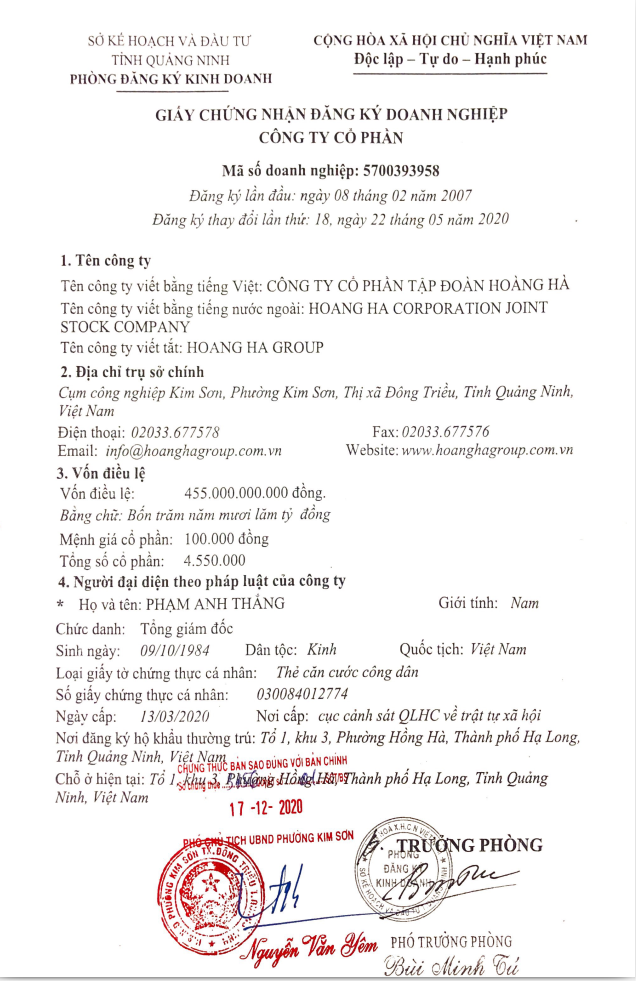 SỞ KẾ HOẠCH VÀ ĐẦU TƯ
TỈNH QUẢNG NINH
PHÒNG ĐĂNG KÝ KINH DOANH
CỘNG HÒA XÃ HỘI CHỦ NGHĨA VIỆT NAM
Độc lập – Tự do – Hạnh phúc
GIẤY CHỨNG NHẬN ĐĂNG KÝ DOANH NGHIỆP
CÔNG TY CỔ PHẦN
Mã số doanh nghiệp: 5700393958
Đăng ký lần đầu: ngày 08 tháng 02 năm 2007
Đăng ký thay đổi lần thứ: 18, ngày 22 tháng 05 năm 2020
1. Tên công ty
Tên công ty viết bằng tiếng Việt: CÔNG TY CỔ PHẦN TẬP ĐOÀN HOÀNG HÀ
Tên công ty viết bằng tiếng nước ngoài: HOANG HA CORPORATION JOINT
STOCK COMPANY
Tên công ty viết tắt: HOANG HA GROUP
2. Địa chỉ trụ sở chính
Cụm công nghiệp Kim Sơn, Phường Kim Sơn, Thị xã Đông Triều, Tỉnh Quảng Ninh,
Việt Nam
Điện thoại: 02033.677578 Fax: 02033.677576
Email: info@hoanghagroup.com.vn Website: www.hoanghagroup.com.vn
3. Vốn điều lệ
Vốn điều lệ: 455.000.000.000 đồng.
Bằng chữ: Bốn trăm năm mươi lăm tỷ đồng
Mệnh giá cổ phần: 100.000 đồng
Tổng số cổ phần: 4.550.000
4. Người đại diện theo pháp luật của công ty
* Họ và tên: PHẠM ANH THẮNG Giới tính: Nam
Chức danh: Tổng giám đốc
Sinh ngày: 09/10/1984 Dân tộc: Kinh Quốc tịch: Việt Nam
Loại giấy tờ chứng thực cá nhân: Thẻ căn cước công dân
Số giấy chứng thực cá nhân: 030084012774
Ngày cấp: 13/03/2020 Nơi cấp: cục cảnh sát QLHC về trật tự xã hội
Nơi đăng ký hộ khẩu thường trú: Tổ 1, khu 3, Phường Hồng Hà, Thành phố Hạ Long,
Tỉnh Quảng Ninh, Việt Nam
CHỨNG THỰC BẢN SAO ĐÚNG VỚI BẢN CHÍNH
Chỗ ở hiện tại: Tổ 1, khu 3, Phường Hồng Hà, Thành phố Hạ Long, Tỉnh Quảng
Ninh, Việt Nam
17 -12- 2020
PHÓ CHỦ TỊCH UBND PHƯỜNG KIM SƠN
TRƯỞNG PHÒNG
PHÒNG
ĐĂNG KÝ
KINH DOANH
Nguyễn Văn Yêm
PHÓ TRƯỞNG PHÒNG
Bùi Minh Tú